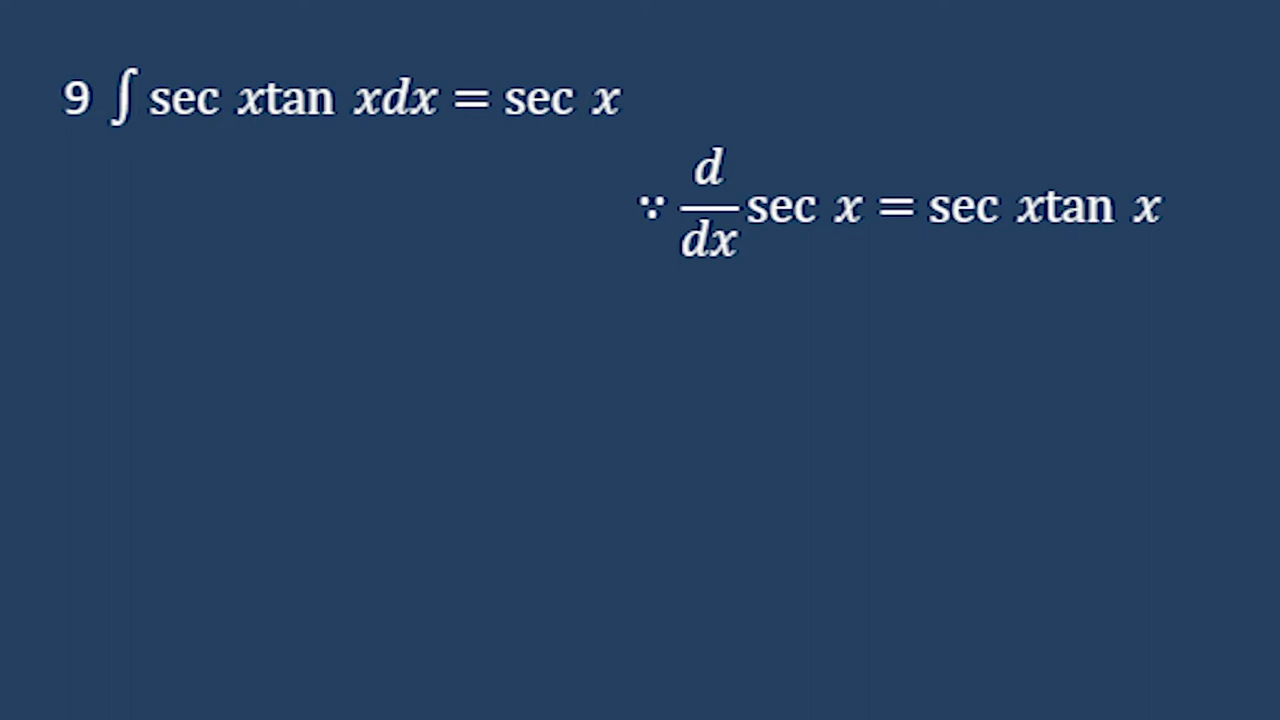 9 ∫ sec xtan xdx = sec x
∵ d/dx sec x = sec xtan x